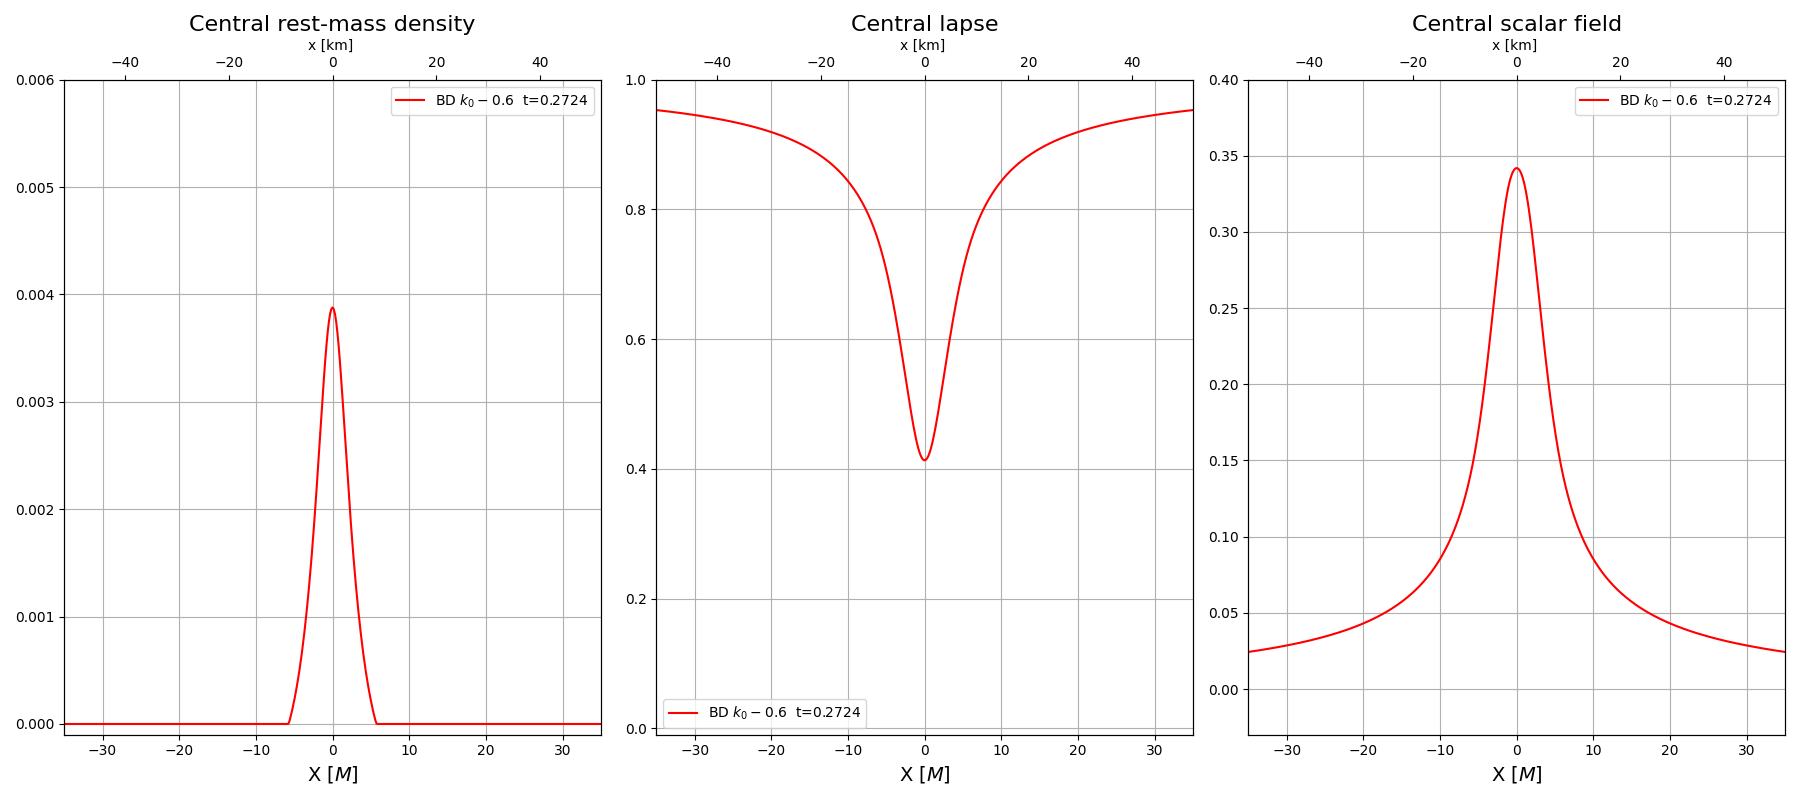 Central rest-mass density
x [km]
−40 −20 0 20 40
0.006
0.005
0.004
0.003
0.002
0.001
0.000
BD k₀ − 0.6 t=0.2724
−30 −20 −10 0 10 20 30
X [M]
Central lapse
x [km]
−40 −20 0 20 40
1.0
0.8
0.6
0.4
0.2
0.0
BD k₀ − 0.6 t=0.2724
−30 −20 −10 0 10 20 30
X [M]
Central scalar field
x [km]
−40 −20 0 20 40
0.40
0.35
0.30
0.25
0.20
0.15
0.10
0.05
0.00
BD k₀ − 0.6 t=0.2724
−30 −20 −10 0 10 20 30
X [M]